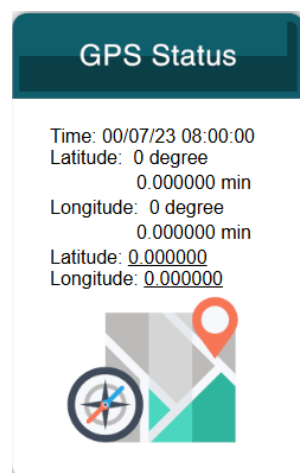 GPS Status
Time: 00/07/23 08:00:00
Latitude: 0 degree
0.000000 min
Longitude: 0 degree
0.000000 min
Latitude: 0.000000
Longitude: 0.000000